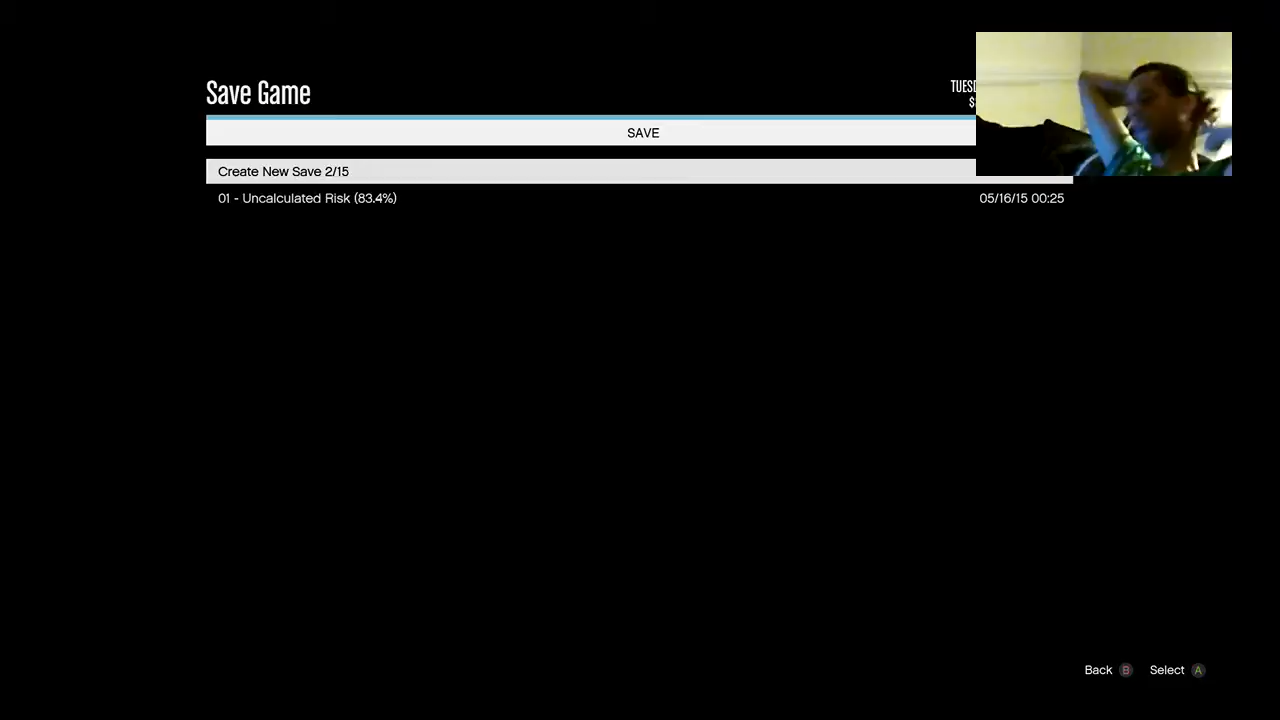 Save Game
SAVE
Create New Save 2/15
01 - Uncalculated Risk (83.4%) 05/16/15 00:25
Back B Select A